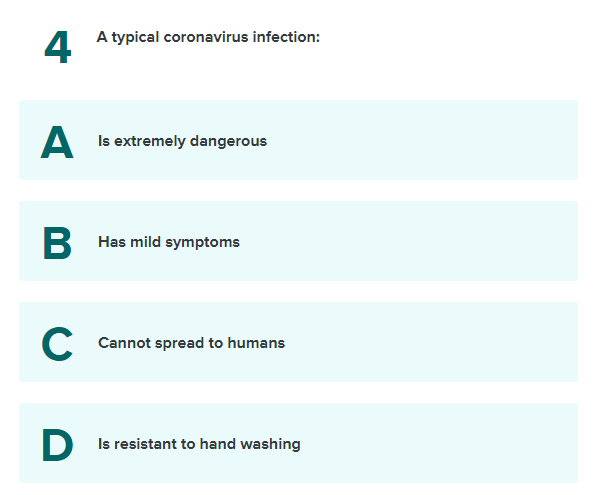 4
A typical coronavirus infection:
A
Is extremely dangerous
B
Has mild symptoms
C
Cannot spread to humans
D
Is resistant to hand washing